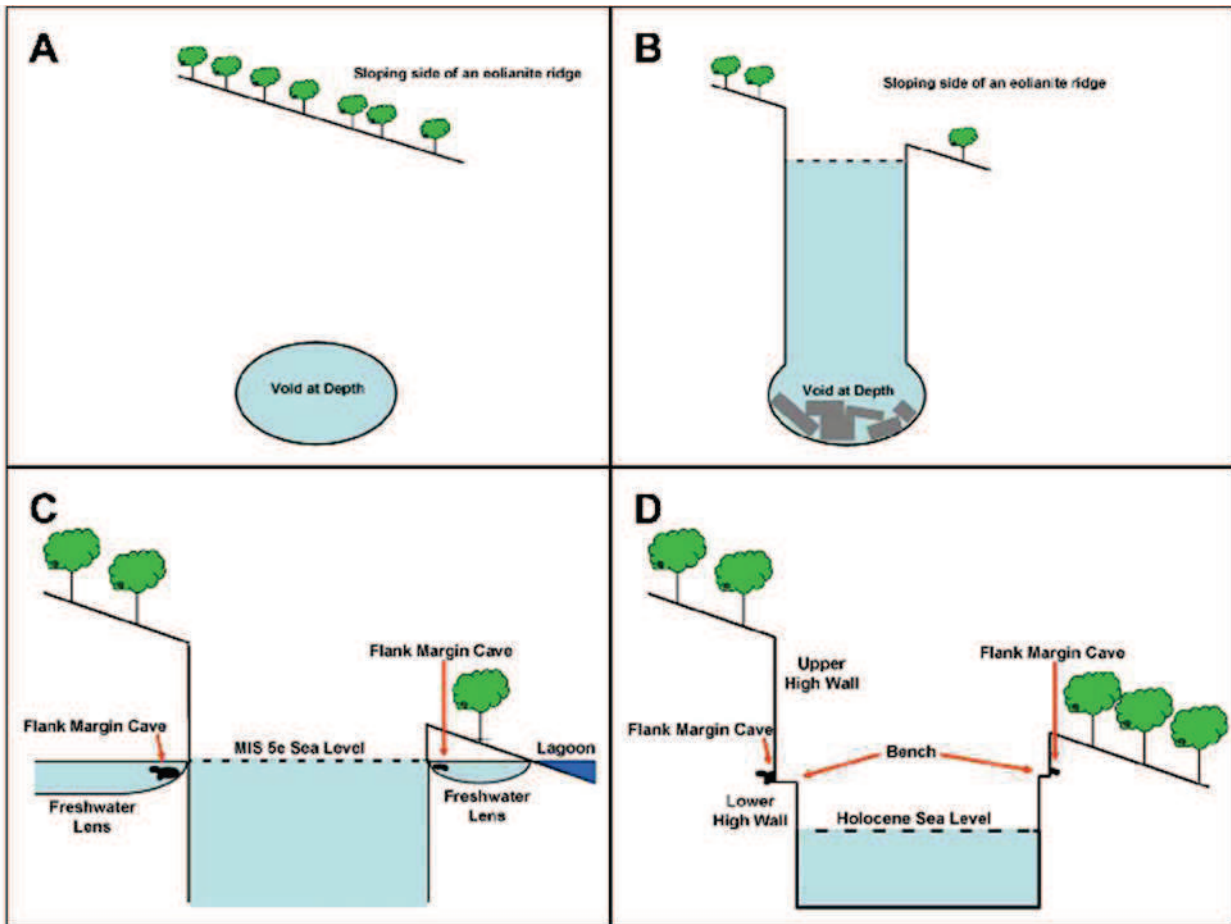 A
Sloping side of an eolianite ridge
Void at Depth
B
Sloping side of an eolianite ridge
Void at Depth
C
Flank Margin Cave
Flank Margin Cave
MIS 5e Sea Level
Lagoon
Freshwater
Lens
Freshwater
Lens
D
Flank Margin Cave
Upper
High Wall
Flank Margin Cave
Bench
Lower
High Wall
Holocene Sea Level